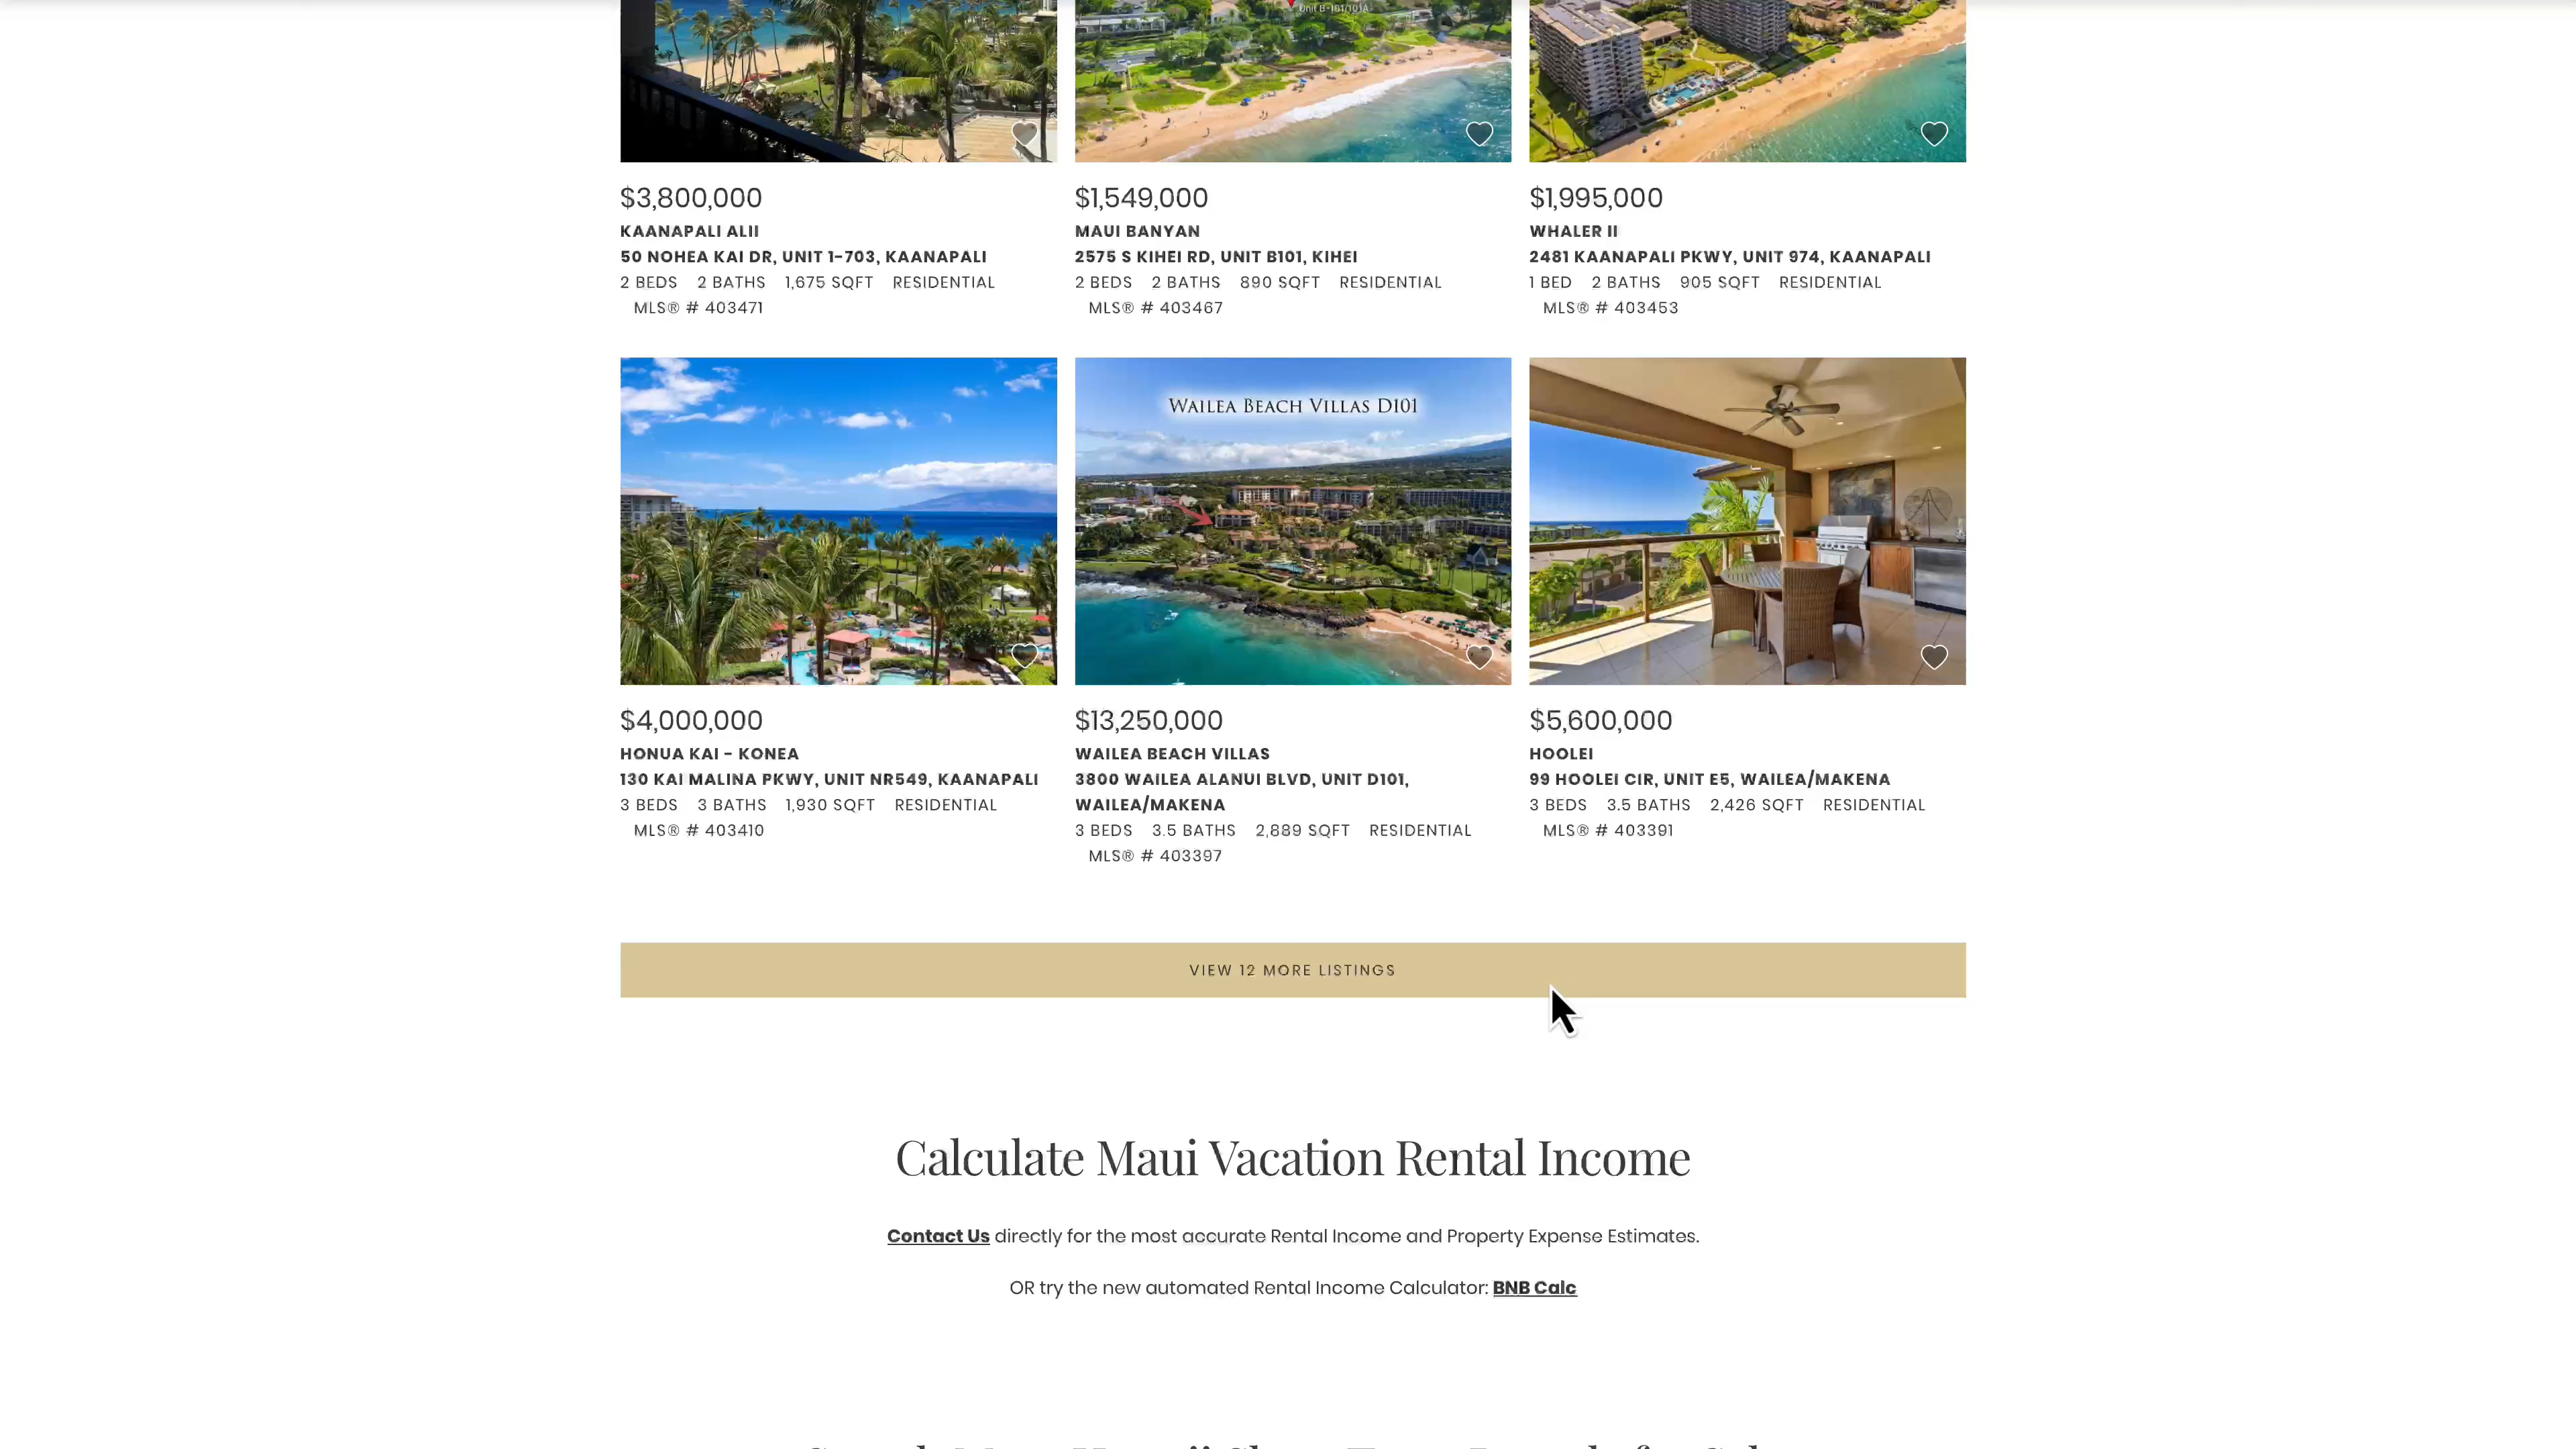 Unit B-101/101A
$3,800,000
KAANAPALI ALII
50 NOHEA KAI DR, UNIT 1-703, KAANAPALI
2 BEDS 2 BATHS 1,675 SQFT RESIDENTIAL
MLS® # 403471
$1,549,000
MAUI BANYAN
2575 S KIHEI RD, UNIT B101, KIHEI
2 BEDS 2 BATHS 890 SQFT RESIDENTIAL
MLS® # 403467
$1,995,000
WHALER II
2481 KAANAPALI PKWY, UNIT 974, KAANAPALI
1 BED 2 BATHS 905 SQFT RESIDENTIAL
MLS® # 403453
$4,000,000
HONUA KAI - KONEA
130 KAI MALINA PKWY, UNIT NR549, KAANAPALI
3 BEDS 3 BATHS 1,930 SQFT RESIDENTIAL
MLS® # 403410
WAILEA BEACH VILLAS D101
$13,250,000
WAILEA BEACH VILLAS
3800 WAILEA ALANUI BLVD, UNIT D101,
WAILEA/MAKENA
3 BEDS 3.5 BATHS 2,889 SQFT RESIDENTIAL
MLS® # 403397
$5,600,000
HOOLEI
99 HOOLEI CIR, UNIT E5, WAILEA/MAKENA
3 BEDS 3.5 BATHS 2,426 SQFT RESIDENTIAL
MLS® # 403391
VIEW 12 MORE LISTINGS
Calculate Maui Vacation Rental Income
Contact Us directly for the most accurate Rental Income and Property Expense Estimates.
OR try the new automated Rental Income Calculator: BNB Calc